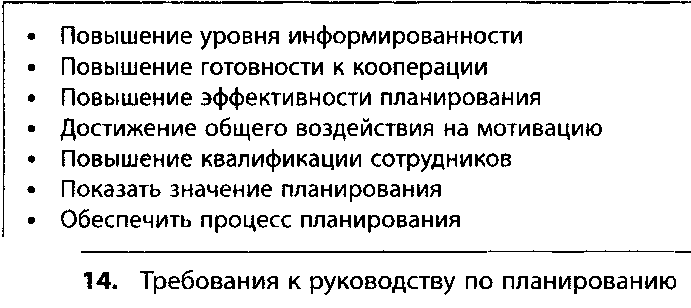 • Повышение уровня информированности
• Повышение готовности к кооперации
• Повышение эффективности планирования
• Достижение общего воздействия на мотивацию
• Повышение квалификации сотрудников
• Показать значение планирования
• Обеспечить процесс планирования
14. Требования к руководству по планированию